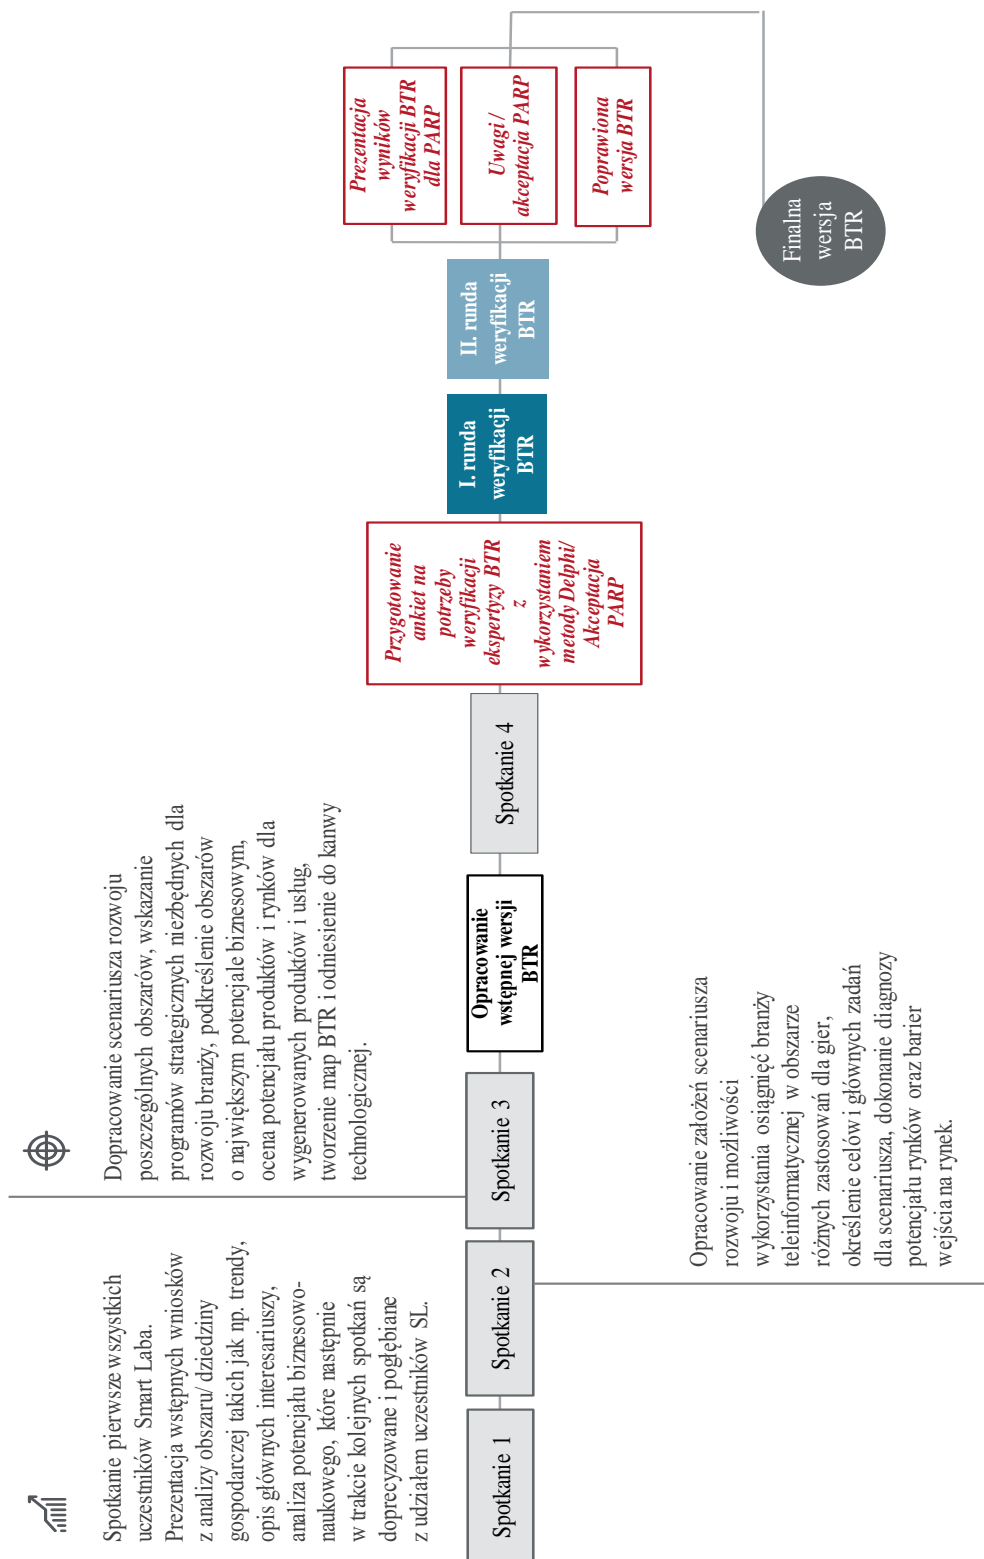 Spotkanie pierwsze wszystkich
uczestników Smart Laba.
Prezentacja wstępnych wniosków
z analizy obszaru/ dziedziny
gospodarczej takich jak np. trendy,
opis głównych interesariuszy,
analiza potencjału biznesowo-
naukowego, które następnie
w trakcie kolejnych spotkań są
doprecyzowane i pogłębiane
z udziałem uczestników SL.
Dopracowanie scenariusza rozwoju
poszczególnych obszarów, wskazanie
programów strategicznych niezbędnych dla
rozwoju branży, podkreślenie obszarów
o największym potencjale biznesowym,
ocena potencjału produktów i rynków dla
wygenerowanych produktów i usług,
tworzenie map BTR i odniesienie do kanwy
technologicznej.
Spotkanie 1
Spotkanie 2
Spotkanie 3
Opracowanie
wstępnej wersji
BTR
Spotkanie 4
Przygotowanie
ankiet na
potrzeby
weryfikacji
ekspertyzy BTR
z
wykorzystaniem
metody Delphi/
Akceptacja
PARP
I. runda
weryfikacji
BTR
II. runda
weryfikacji
BTR
Prezentacja
wyników
weryfikacji BTR
dla PARP
Uwagi /
akceptacja PARP
Poprawiona
wersja BTR
Opracowanie założeń scenariusza
rozwoju i możliwości
wykorzystania osiągnięć branży
teleinformatycznej w obszarze
różnych zastosowań dla gier,
określenie celów i głównych zadań
dla scenariusza, dokonanie diagnozy
potencjału rynków oraz barier
wejścia na rynek.
Finalna
wersja
BTR